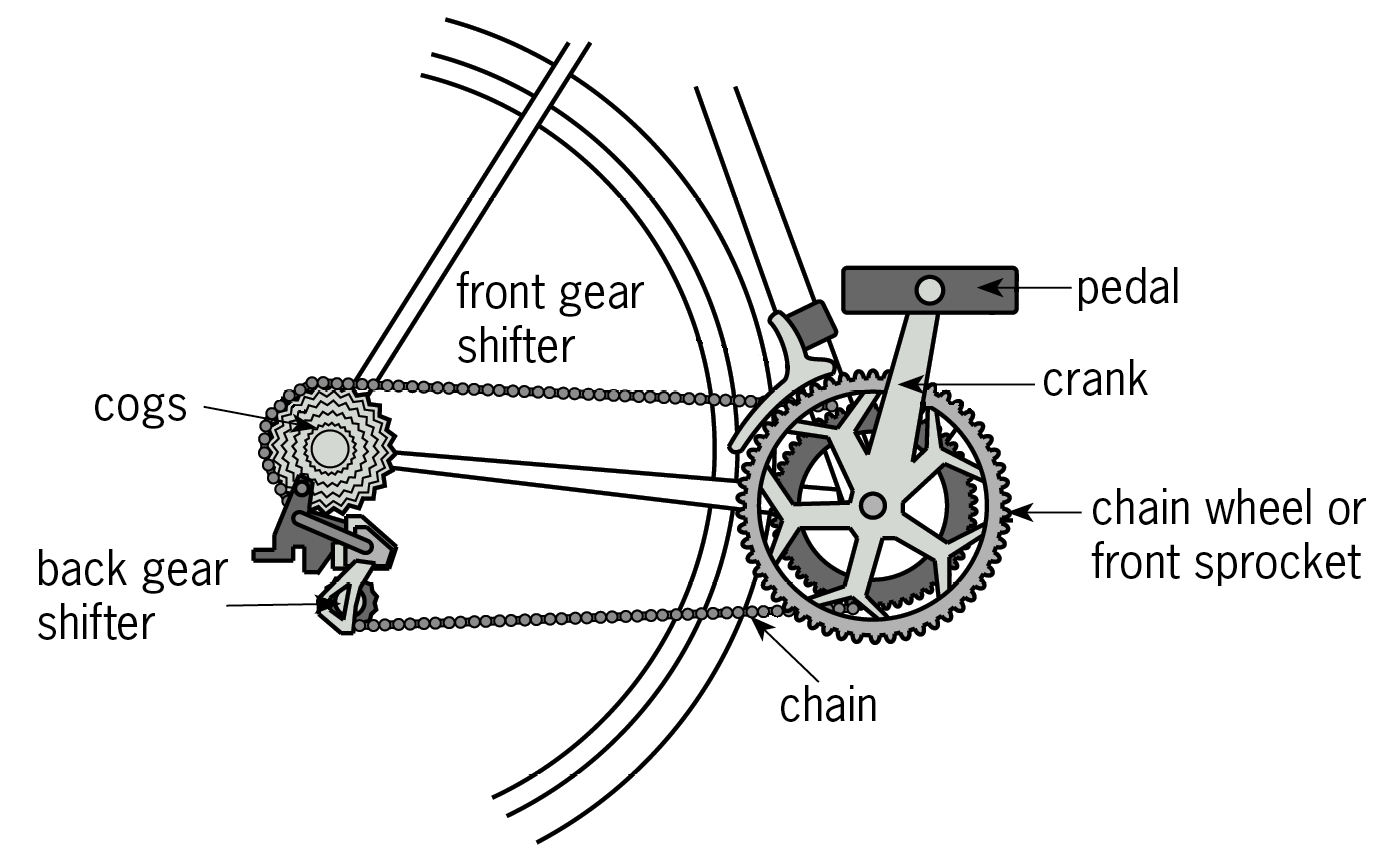 front gear
shifter
pedal
crank
cogs
chain wheel or
front sprocket
back gear
shifter
chain